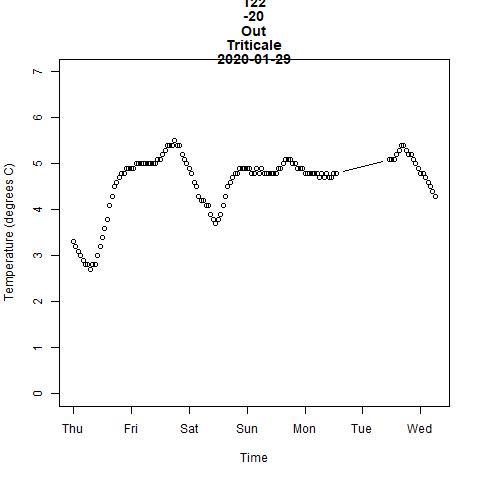 122
-20
Out
Triticale
2020-01-29
7
6
5
4
3
2
1
0
Temperature (degrees C)
Thu Fri Sat Sun Mon Tue Wed
Time